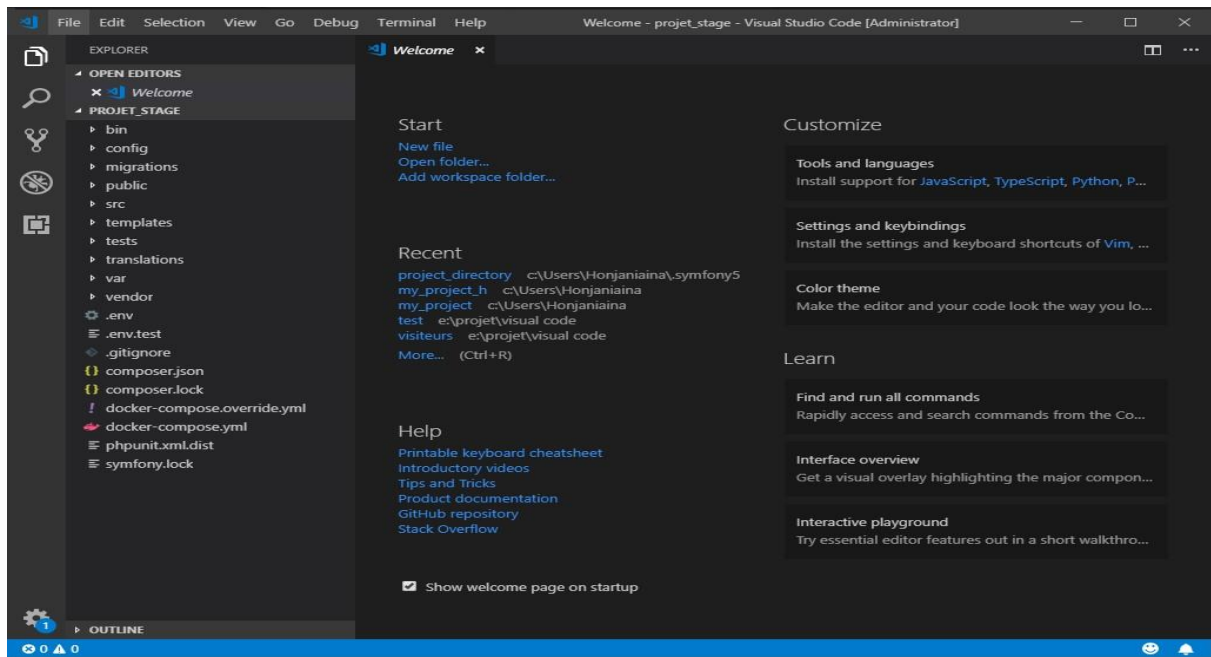 File Edit Selection View Go Debug Terminal Help Welcome - projet_stage - Visual Studio Code [Administrator]
EXPLORER
OPEN EDITORS
Welcome
PROJET_STAGE
bin
config
migrations
public
src
templates
tests
translations
var
vendor
.env
.env.test
.gitignore
composer.json
composer.lock
docker-compose.override.yml
docker-compose.yml
phpunit.xml.dist
symfony.lock
OUTLINE
Welcome
Start
New file
Open folder...
Add workspace folder...
Recent
project_directory c:\Users\Honjaniaina\.symfony5
my_project_h c:\Users\Honjaniaina
my_project c:\Users\Honjaniaina
test e:\projet\visual code
visiteurs e:\projet\visual code
More... (Ctrl+R)
Help
Printable keyboard cheatsheet
Introductory videos
Tips and Tricks
Product documentation
GitHub repository
Stack Overflow
Show welcome page on startup
Customize
Tools and languages
Install support for JavaScript, TypeScript, Python, P...
Settings and keybindings
Install the settings and keyboard shortcuts of Vim, ...
Color theme
Make the editor and your code look the way you lo...
Learn
Find and run all commands
Rapidly access and search commands from the Co...
Interface overview
Get a visual overlay highlighting the major compon...
Interactive playground
Try essential editor features out in a short walkthro...
1
0 0